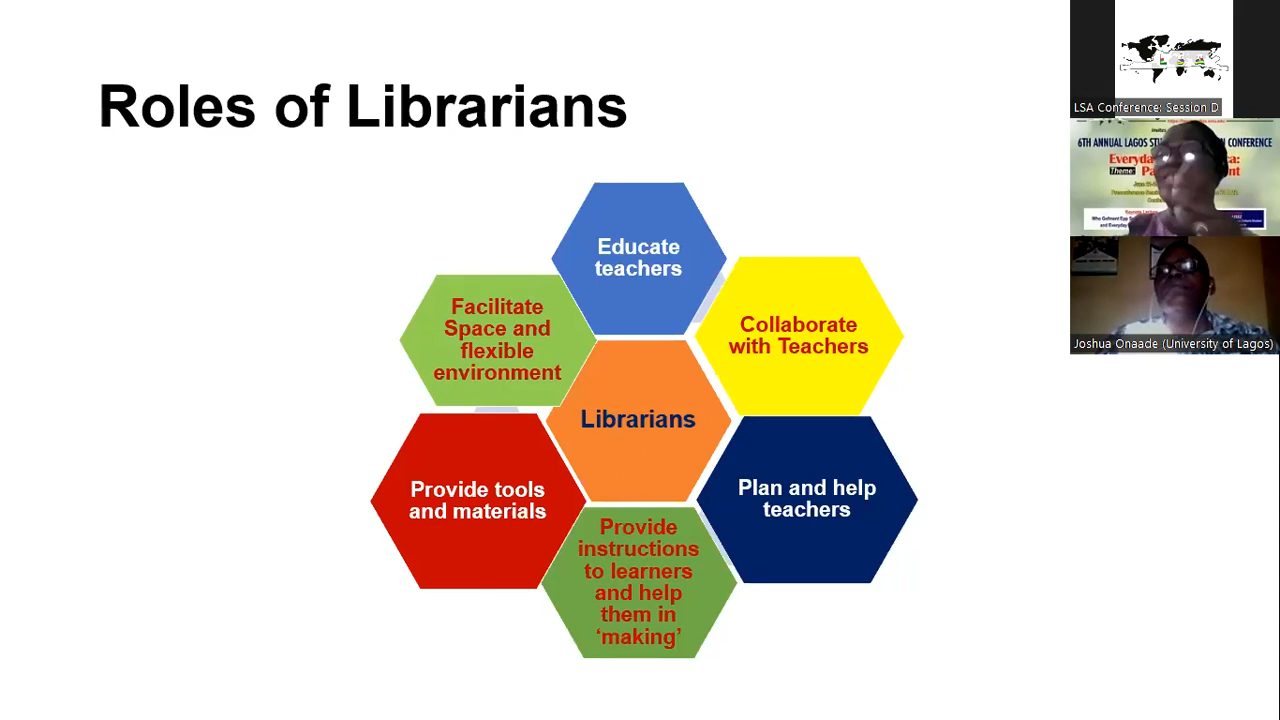 Roles of Librarians
Educate
teachers
Collaborate
with Teachers
Plan and help
teachers
Provide
instructions
to learners
and help
them in
‘making’
Provide tools
and materials
Facilitate
Space and
flexible
environment
Librarians
LSA Conference: Session D
6TH ANNUAL LAGOS
CONFERENCE
Theme:
Joshua Onaade (University of Lagos)